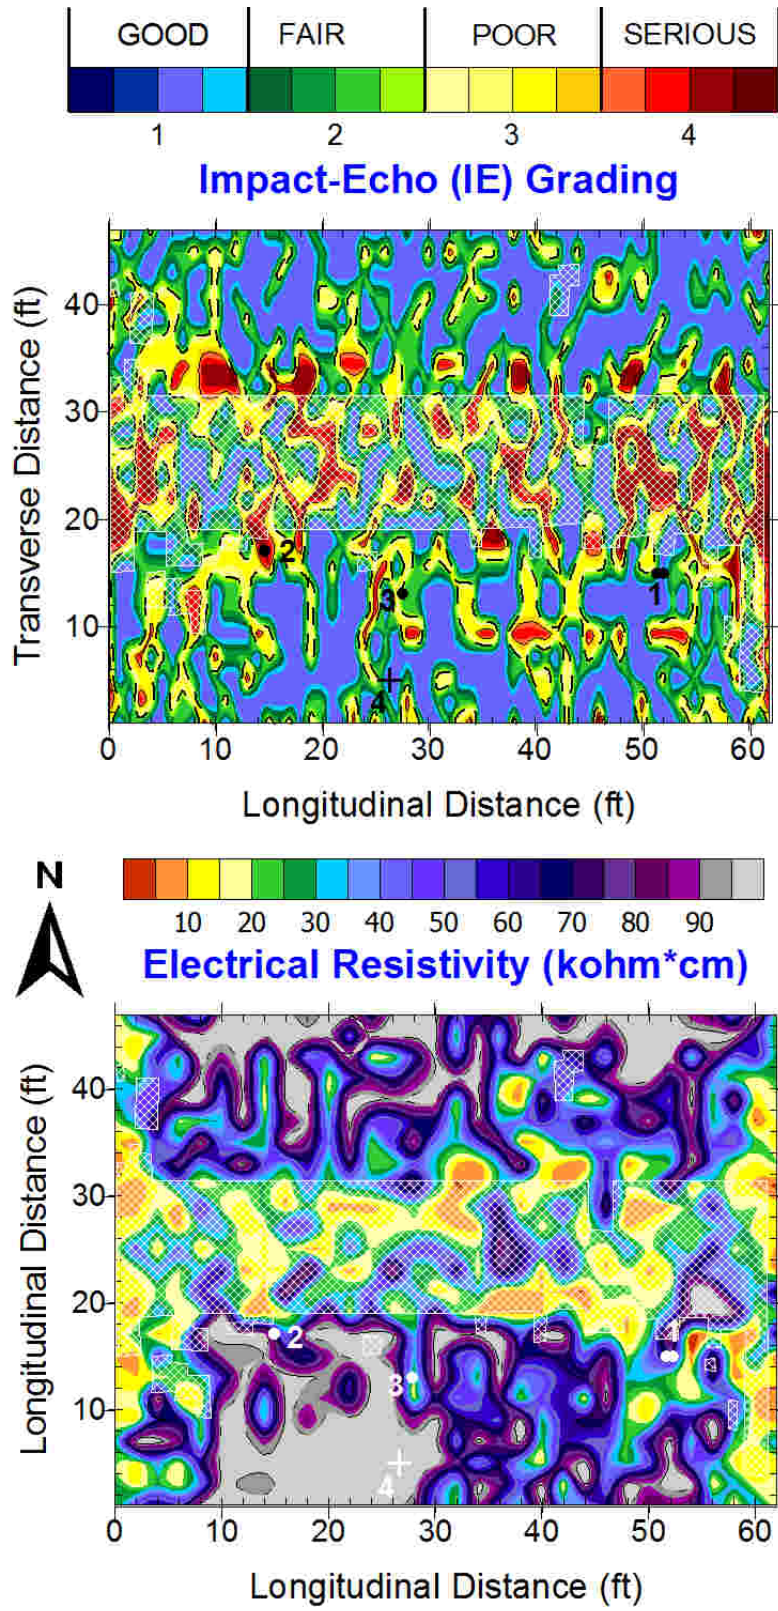 GOOD FAIR POOR SERIOUS
1 2 3 4
Impact-Echo (IE) Grading
Transverse Distance (ft)
40
30
20
10
2
3
1
4
0 10 20 30 40 50 60
Longitudinal Distance (ft)
N
10 20 30 40 50 60 70 80 90
Electrical Resistivity (kohm*cm)
Longitudinal Distance (ft)
40
30
20
10
1
2
3
4
0 10 20 30 40 50 60
Longitudinal Distance (ft)